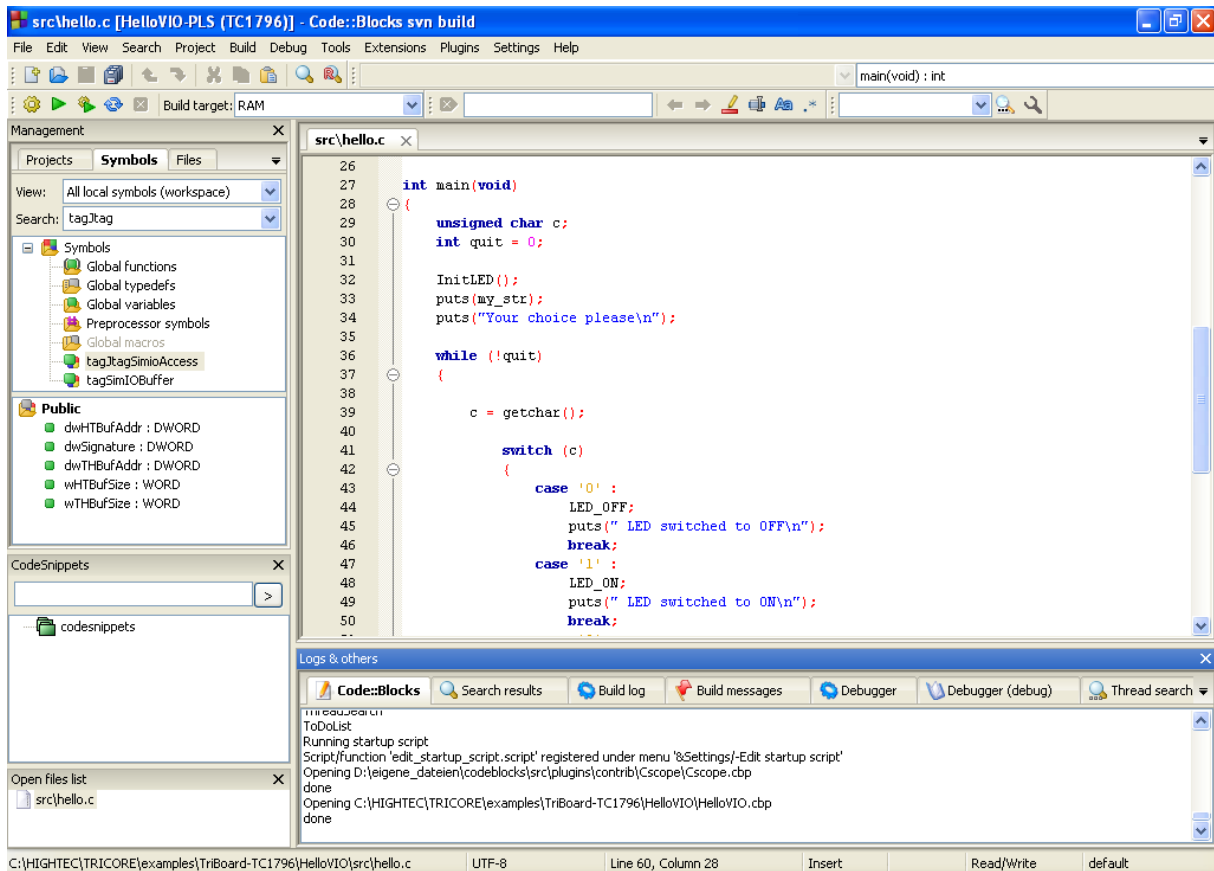 src\hello.c [HelloVIO-PLS (TC1796)] - Code::Blocks svn build
File Edit View Search Project Build Debug Tools Extensions Plugins Settings Help
main(void) : int
Build target: RAM
Management
Projects Symbols Files
View: All local symbols (workspace)
Search: tagJtag
Symbols
Global functions
Global typedefs
Global variables
Preprocessor symbols
Global macros
tagJtagSimioAccess
tagSimIOBuffer
Public
dwHTBufAddr : DWORD
dwSignature : DWORD
dwTHBufAddr : DWORD
wHTBufSize : WORD
wTHBufSize : WORD
CodeSnippets
>
codesnippets
Open files list
src\hello.c
src\hello.c
26
27 int main(void)
28 {
29 unsigned char c;
30 int quit = 0;
31
32 InitLED();
33 puts(my_str);
34 puts("Your choice please\n");
35
36 while (!quit)
37 {
38
39 c = getchar();
40
41 switch (c)
42 {
43 case '0' :
44 LED_OFF;
45 puts(" LED switched to OFF\n");
46 break;
47 case '1' :
48 LED_ON;
49 puts(" LED switched to ON\n");
50 break;
Logs & others
Code::Blocks Search results Build log Build messages Debugger Debugger (debug) Thread search
ThreadSearch
ToDoList
Running startup script
Script/function 'edit_startup_script.script' registered under menu '&Settings/-Edit startup script'
Opening D:\eigene_dateien\codeblocks\src\plugins\contrib\Cscope\Cscope.cbp
done
Opening C:\HIGHTEC\TRICORE\examples\TriBoard-TC1796\HelloVIO\HelloVIO.cbp
done
C:\HIGHTEC\TRICORE\examples\TriBoard-TC1796\HelloVIO\src\hello.c UTF-8 Line 60, Column 28 Insert Read/Write default